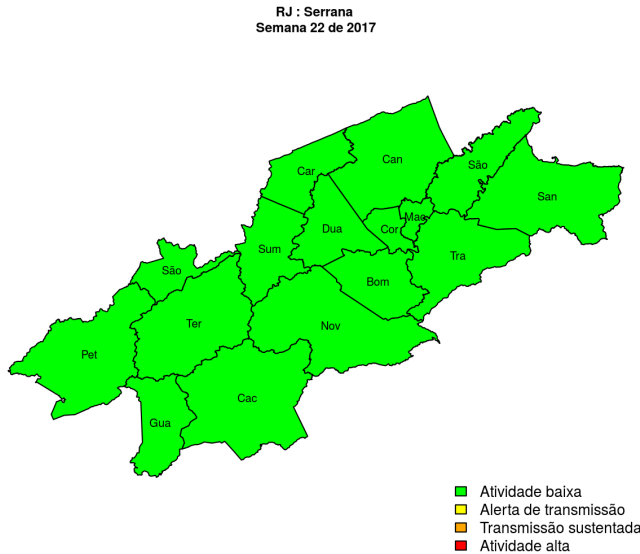 RJ : Serrana
Semana 22 de 2017
Can
São
Car
San
Mac
Dua
Cor
Sum
Tra
São
Bom
Ter
Nov
Pet
Cac
Gua
Atividade baixa
Alerta de transmissão
Transmissão sustentada
Atividade alta